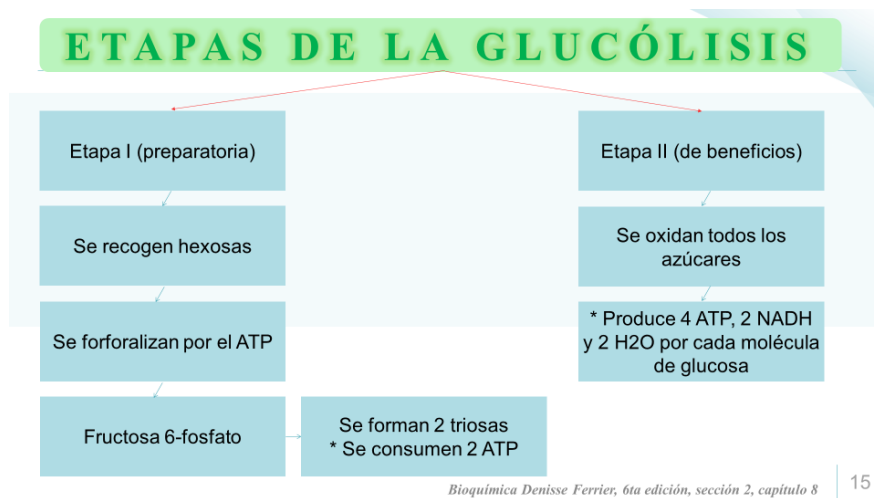 ETAPAS DE LA GLUCÓLISIS
Etapa I (preparatoria)
Se recogen hexosas
Se forforalizan por el ATP
Fructosa 6-fosfato
Se forman 2 triosas
* Se consumen 2 ATP
Etapa II (de beneficios)
Se oxidan todos los
azúcares
* Produce 4 ATP, 2 NADH
y 2 H2O por cada molécula
de glucosa
Bioquímica Denisse Ferrier, 6ta edición, sección 2, capítulo 8
15